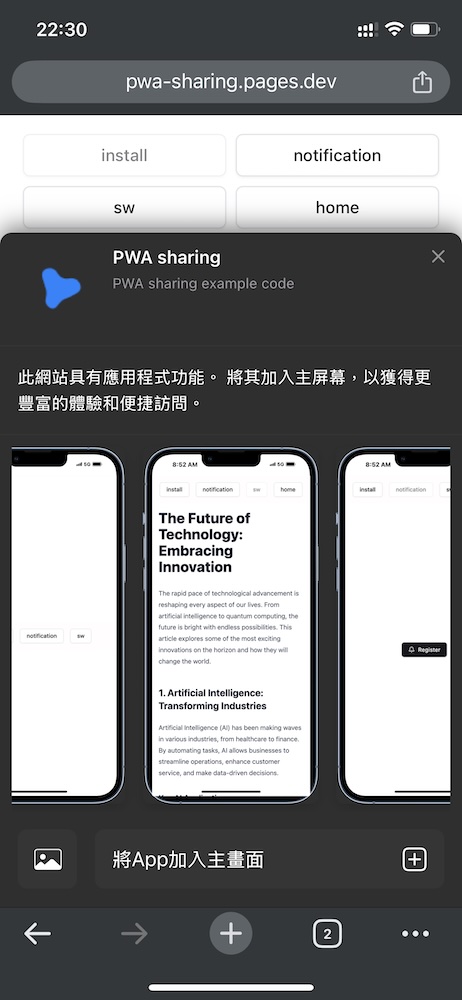 22:30
pwa-sharing.pages.dev
install
notification
sw
home
PWA sharing
PWA sharing example code
此網站具有應用程式功能。 將其加入主屏幕，以獲得更
豐富的體驗和便捷訪問。
notification
sw
8:52 AM
5G
install
notification
sw
home
The Future of
Technology:
Embracing
Innovation
The rapid pace of technological advancement is
reshaping every aspect of our lives. From
artificial intelligence to quantum computing, the
future is bright with endless possibilities. This
article explores some of the most exciting
innovations on the horizon and how they will
change the world.
1. Artificial Intelligence:
Transforming Industries
Artificial Intelligence (AI) has been making waves
in various industries, from healthcare to finance.
By automating tasks, AI allows businesses to
streamline operations, enhance customer
service, and make data-driven decisions.
8:52 AM
install
notification
Register
5G
將App加入主畫面
2